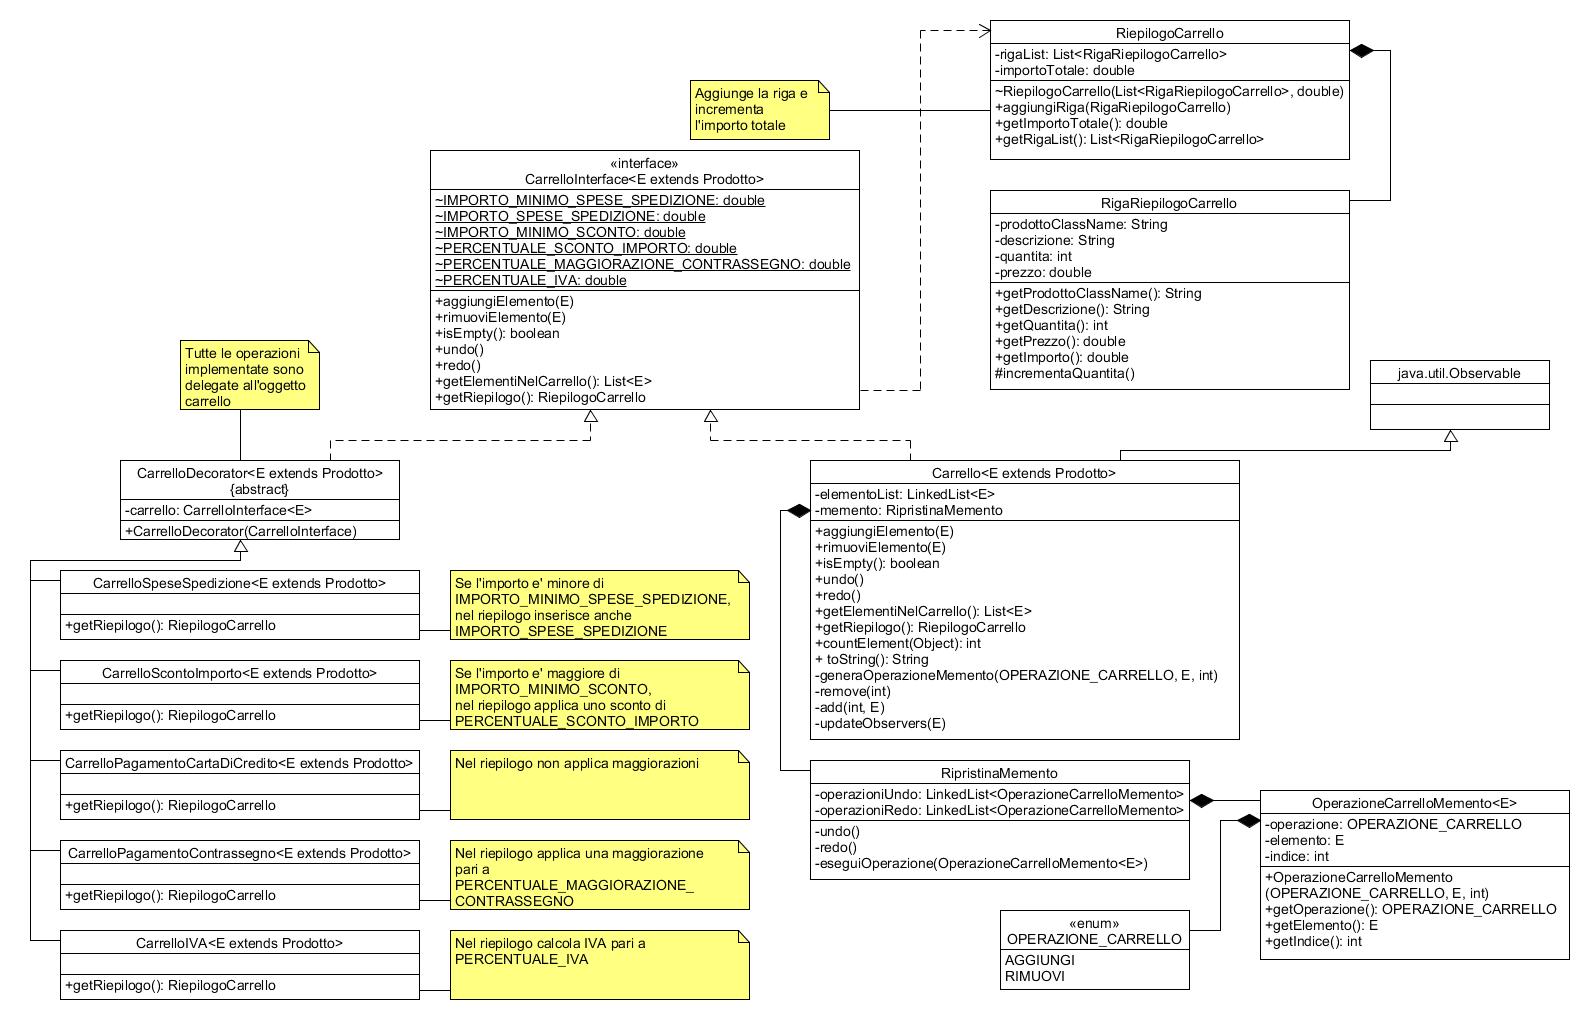 RiepilogoCarrello
-rigaList: List<RigaRiepilogoCarrello>
-importoTotale: double
~RiepilogoCarrello(List<RigaRiepilogoCarrello>, double)
+aggiungiRiga(RigaRiepilogoCarrello)
+getImportoTotale(): double
+getRigaList(): List<RigaRiepilogoCarrello>
Aggiunge la riga e
incrementa
l'importo totale
«interface»
CarrelloInterface<E extends Prodotto>
~IMPORTO_MINIMO_SPESE_SPEDIZIONE: double
~IMPORTO_SPESE_SPEDIZIONE: double
~IMPORTO_MINIMO_SCONTO: double
~PERCENTUALE_SCONTO_IMPORTO: double
~PERCENTUALE_MAGGIORAZIONE_CONTRASSEGNO: double
~PERCENTUALE_IVA: double
+aggiungiElemento(E)
+rimuoviElemento(E)
+isEmpty(): boolean
+undo()
+redo()
+getElementiNelCarrello(): List<E>
+getRiepilogo(): RiepilogoCarrello
RigaRiepilogoCarrello
-prodottoClassName: String
-descrizione: String
-quantita: int
-prezzo: double
+getProdottoClassName(): String
+getDescrizione(): String
+getQuantita(): int
+getPrezzo(): double
+getImporto(): double
#incrementaQuantita()
java.util.Observable
Tutte le operazioni
implementate sono
delegate all'oggetto
carrello
CarrelloDecorator<E extends Prodotto>
{abstract}
-carrello: CarrelloInterface<E>
+CarrelloDecorator(CarrelloInterface)
Carrello<E extends Prodotto>
-elementoList: LinkedList<E>
-memento: RipristinaMemento
+aggiungiElemento(E)
+rimuoviElemento(E)
+isEmpty(): boolean
+undo()
+redo()
+getElementiNelCarrello(): List<E>
+getRiepilogo(): RiepilogoCarrello
+countElement(Object): int
+ toString(): String
-generaOperazioneMemento(OPERAZIONE_CARRELLO, E, int)
-remove(int)
-add(int, E)
-updateObservers(E)
CarrelloSpeseSpedizione<E extends Prodotto>
+getRiepilogo(): RiepilogoCarrello
Se l'importo e' minore di
IMPORTO_MINIMO_SPESE_SPEDIZIONE,
nel riepilogo inserisce anche
IMPORTO_SPESE_SPEDIZIONE
CarrelloScontoImporto<E extends Prodotto>
+getRiepilogo(): RiepilogoCarrello
Se l'importo e' maggiore di
IMPORTO_MINIMO_SCONTO,
nel riepilogo applica uno sconto di
PERCENTUALE_SCONTO_IMPORTO
CarrelloPagamentoCartaDiCredito<E extends Prodotto>
+getRiepilogo(): RiepilogoCarrello
Nel riepilogo non applica maggiorazioni
CarrelloPagamentoContrassegno<E extends Prodotto>
+getRiepilogo(): RiepilogoCarrello
Nel riepilogo applica una maggiorazione
pari a
PERCENTUALE_MAGGIORAZIONE_
CONTRASSEGNO
CarrelloIVA<E extends Prodotto>
+getRiepilogo(): RiepilogoCarrello
Nel riepilogo calcola IVA pari a
PERCENTUALE_IVA
RipristinaMemento
-operazioniUndo: LinkedList<OperazioneCarrelloMemento>
-operazioniRedo: LinkedList<OperazioneCarrelloMemento>
-undo()
-redo()
-eseguiOperazione(OperazioneCarrelloMemento<E>)
OperazioneCarrelloMemento<E>
-operazione: OPERAZIONE_CARRELLO
-elemento: E
-indice: int
+OperazioneCarrelloMemento
(OPERAZIONE_CARRELLO, E, int)
+getOperazione(): OPERAZIONE_CARRELLO
+getElemento(): E
+getIndice(): int
«enum»
OPERAZIONE_CARRELLO
AGGIUNGI
RIMUOVI